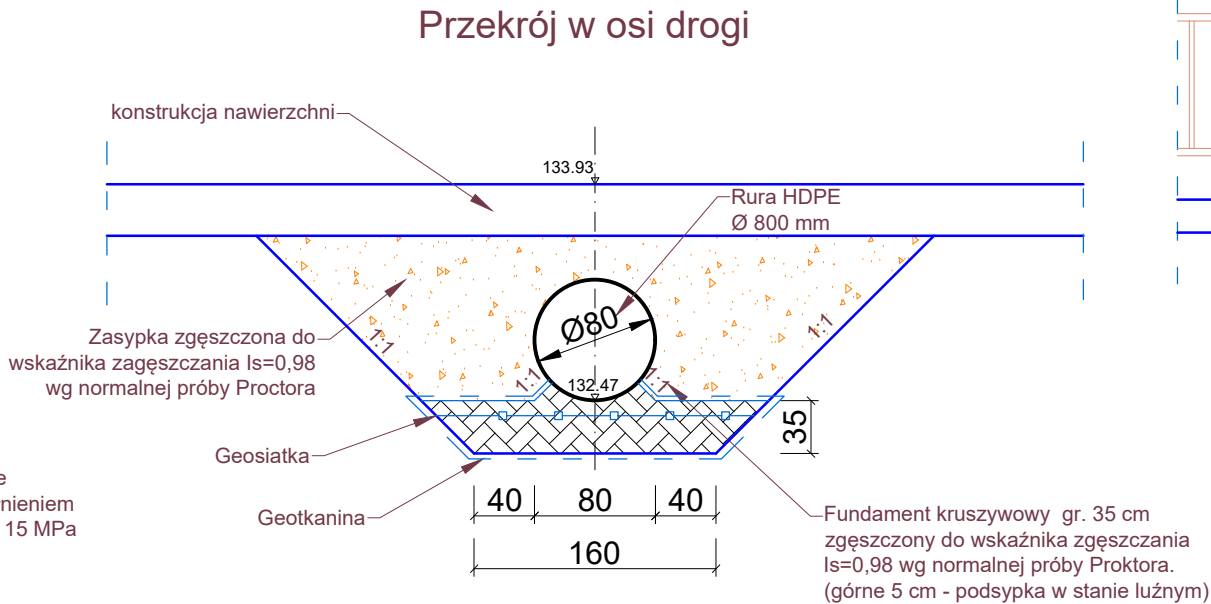 Przekrój w osi drogi
konstrukcja nawierzchni
133.93
Rura HDPE
Ø 800 mm
Ø80
1:1
1:1
Zasypka zgęszczona do
wskaźnika zagęszczania Is=0,98
wg normalnej próby Proctora
1:1
132.47
1:1
35
Geosiatka
e
nieniem
15 MPa
Geotkanina
40
80
40
160
Fundament kruszywowy gr. 35 cm
zgęszczony do wskaźnika zgęszczania
Is=0,98 wg normalnej próby Proktora.
(górne 5 cm - podsypka w stanie luźnym)